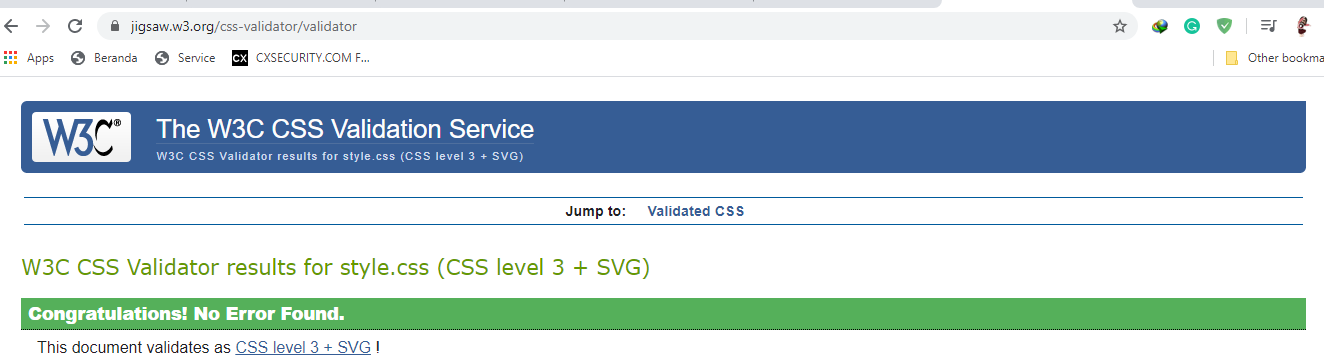 jigsaw.w3.org/css-validator/validator
Apps Beranda Service CX CXSECURITY.COM F... Other bookma
W3C® The W3C CSS Validation Service
W3C CSS Validator results for style.css (CSS level 3 + SVG)
Jump to: Validated CSS
W3C CSS Validator results for style.css (CSS level 3 + SVG)
Congratulations! No Error Found.
This document validates as CSS level 3 + SVG !